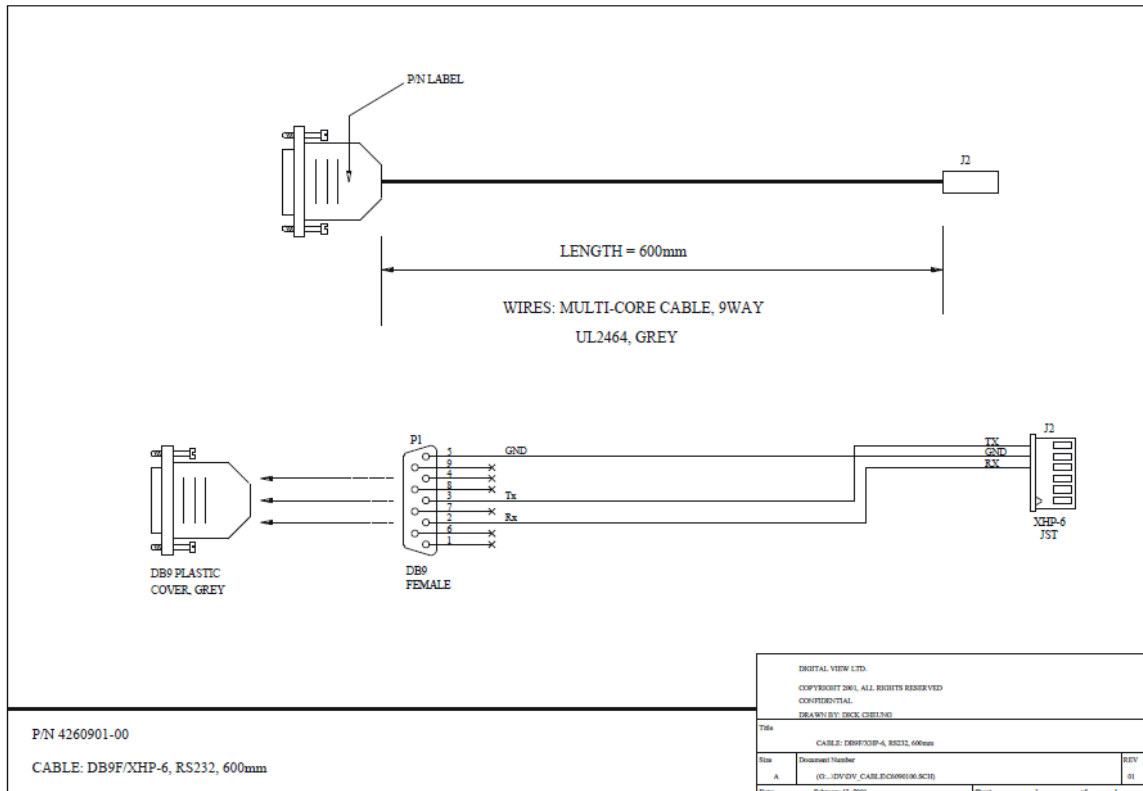 P/N LABEL
J2
LENGTH = 600mm
WIRES: MULTI-CORE CABLE, 9WAY
UL2464, GREY
P1
5
GND
9
4
8
3
Tx
7
2
Rx
6
1
DB9
FEMALE
DB9 PLASTIC
COVER, GREY
J2
TX
GND
RX
XHP-6
JST
P/N 4260901-00
CABLE: DB9F/XHP-6, RS232, 600mm
DIGITAL VIEW LTD.
COPYRIGHT 2001, ALL RIGHTS RESERVED
CONFIDENTIAL
DRAWN BY: DICK CHEUNG
Title
CABLE: DB9F/XHP-6, RS232, 600mm
Size
Document Number
REV
A
01